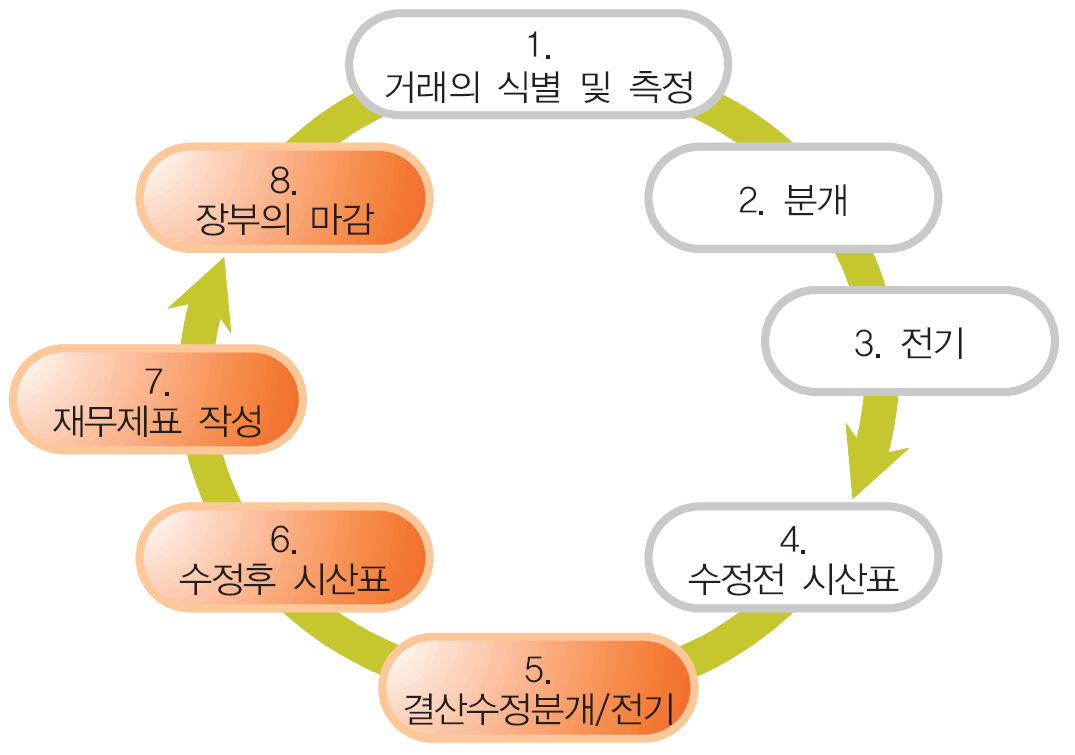 1.
거래의 식별 및 측정
2. 분개
3. 전기
4.
수정전 시산표
5.
결산수정분개/전기
6.
수정후 시산표
7.
재무제표 작성
8.
장부의 마감